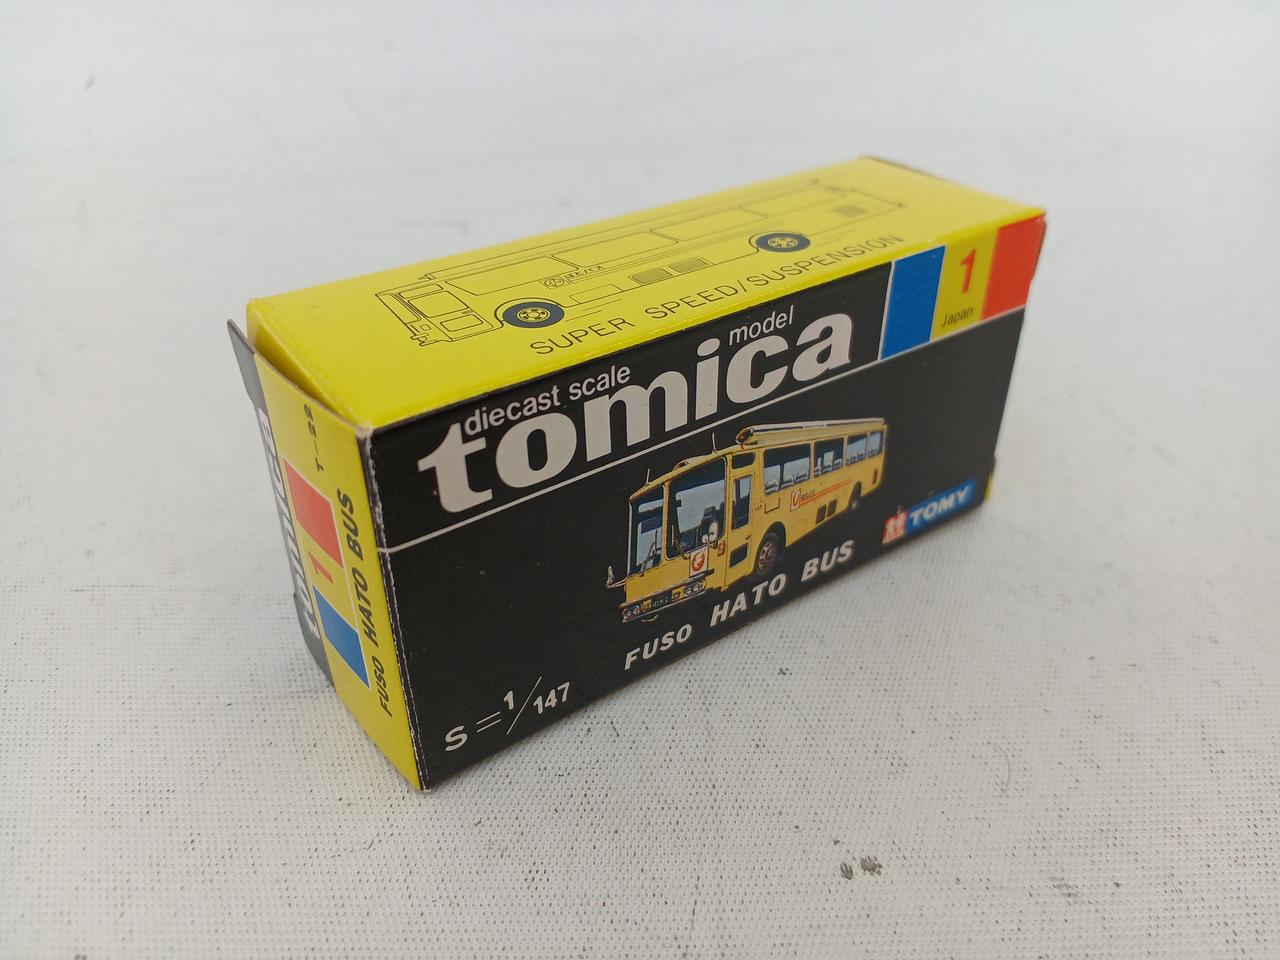 SUPER SPEED/SUSPENSION
diecast scale
model
tomica
1
Japan
FUSO HATO BUS
TOMY
S=1/147
tomica
T-22
1
FUSO HATO BUS